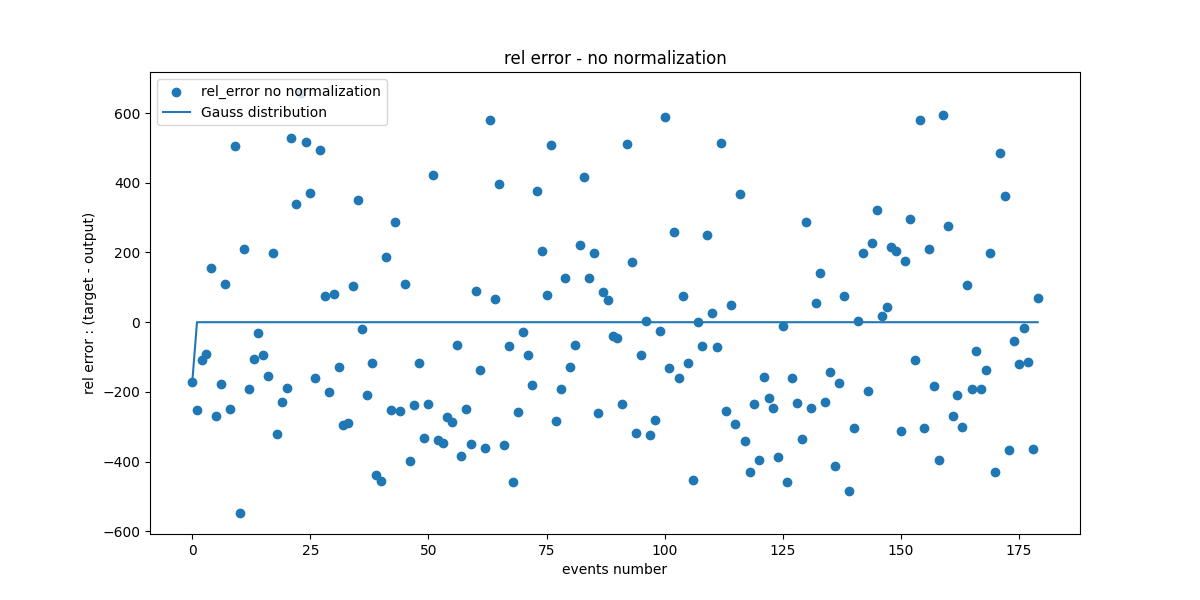 rel error - no normalization
rel_error no normalization
Gauss distribution
rel error : (target - output)
600
400
200
0
−200
−400
−600
0 25 50 75 100 125 150 175
events number